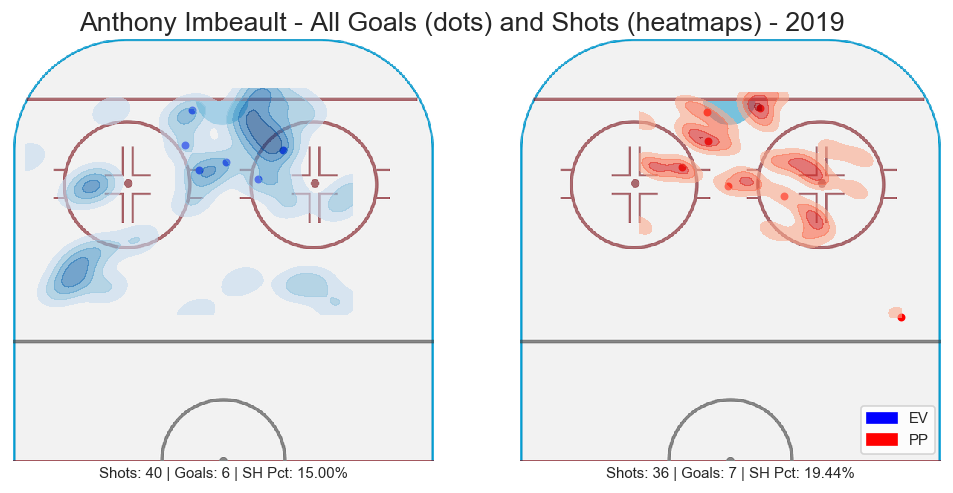 Anthony Imbeault - All Goals (dots) and Shots (heatmaps) - 2019
EV
PP
Shots: 40 | Goals: 6 | SH Pct: 15.00%
Shots: 36 | Goals: 7 | SH Pct: 19.44%